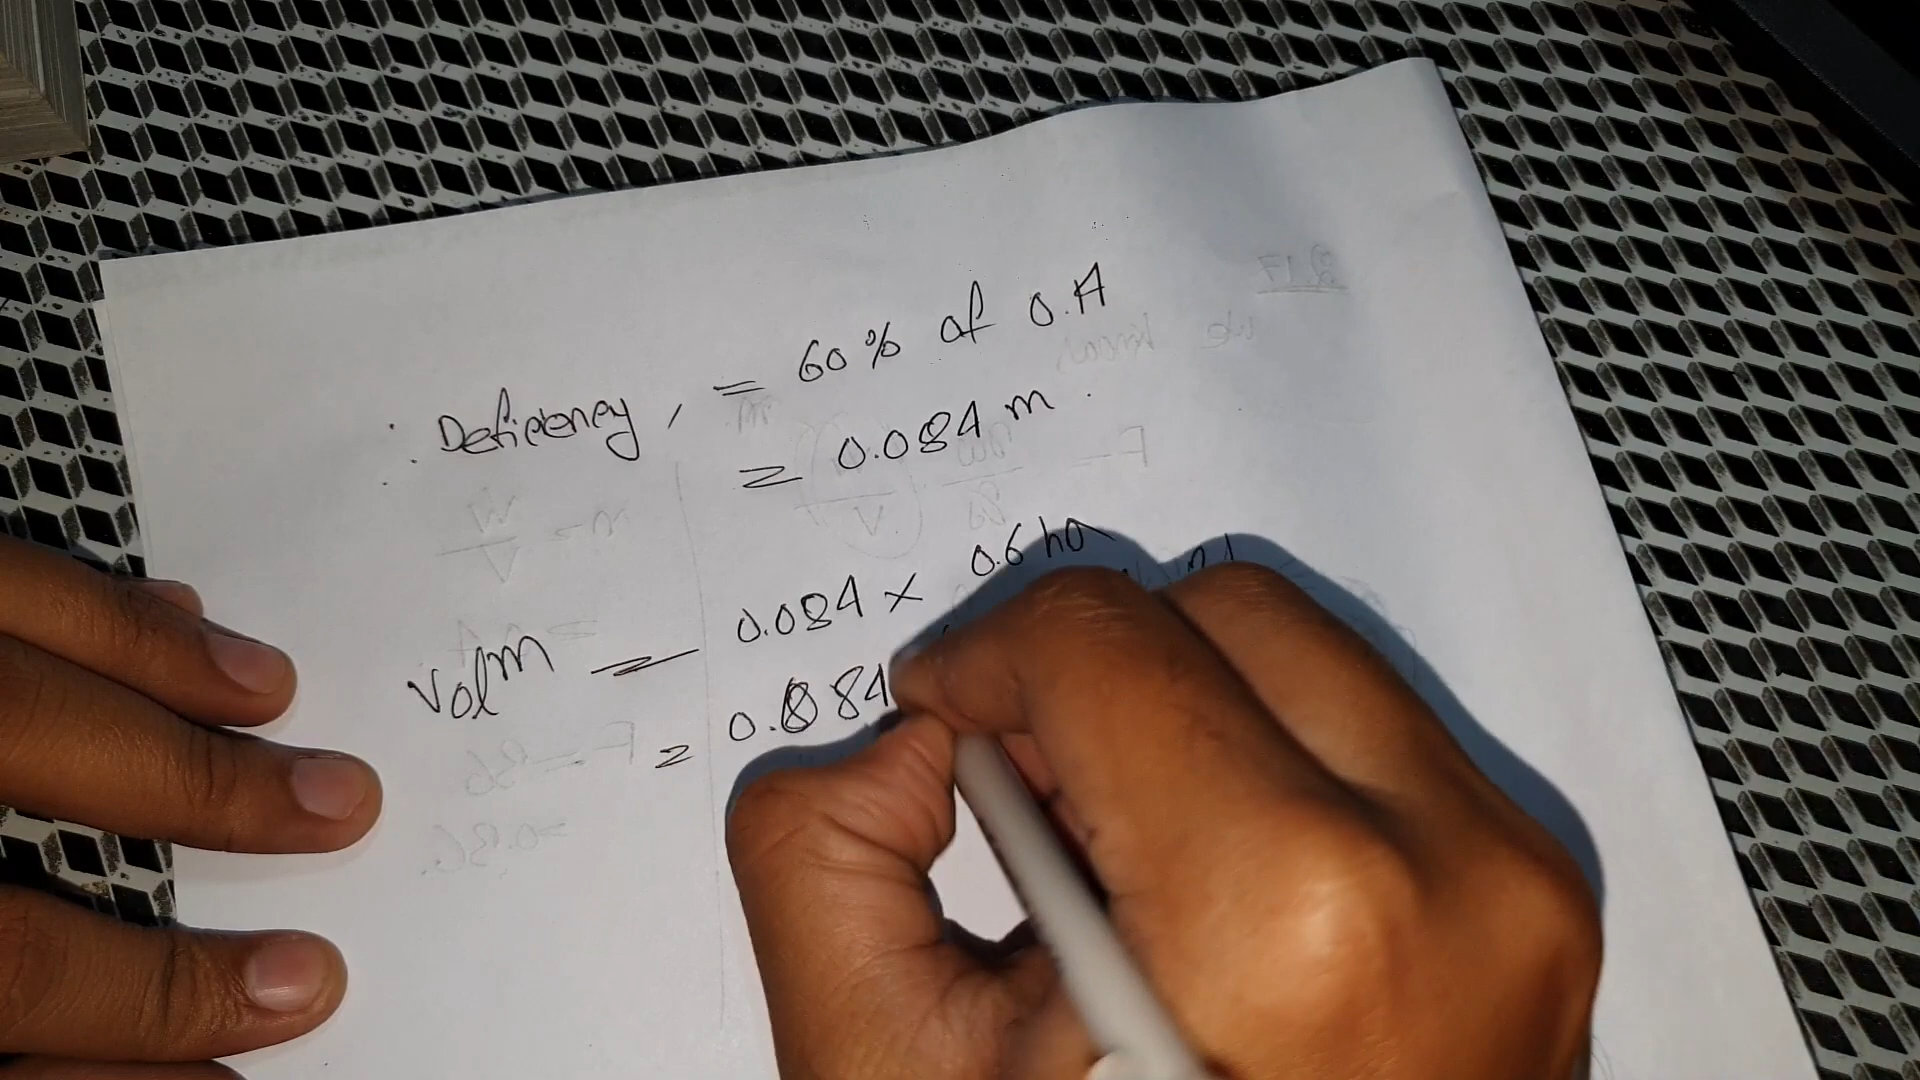 ∴ Deficiency, = 60% of 0.14
= 0.084 m.
Volm = 0.084 × 0.6 ha
= 0.084